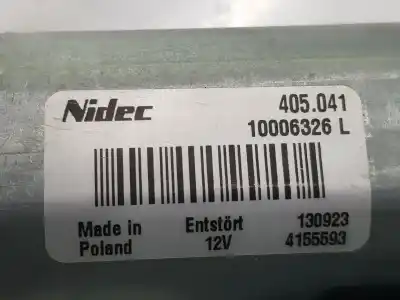 Nidec 405.041
10006326 L
Made in Entstört 130923
Poland 12V 4155593